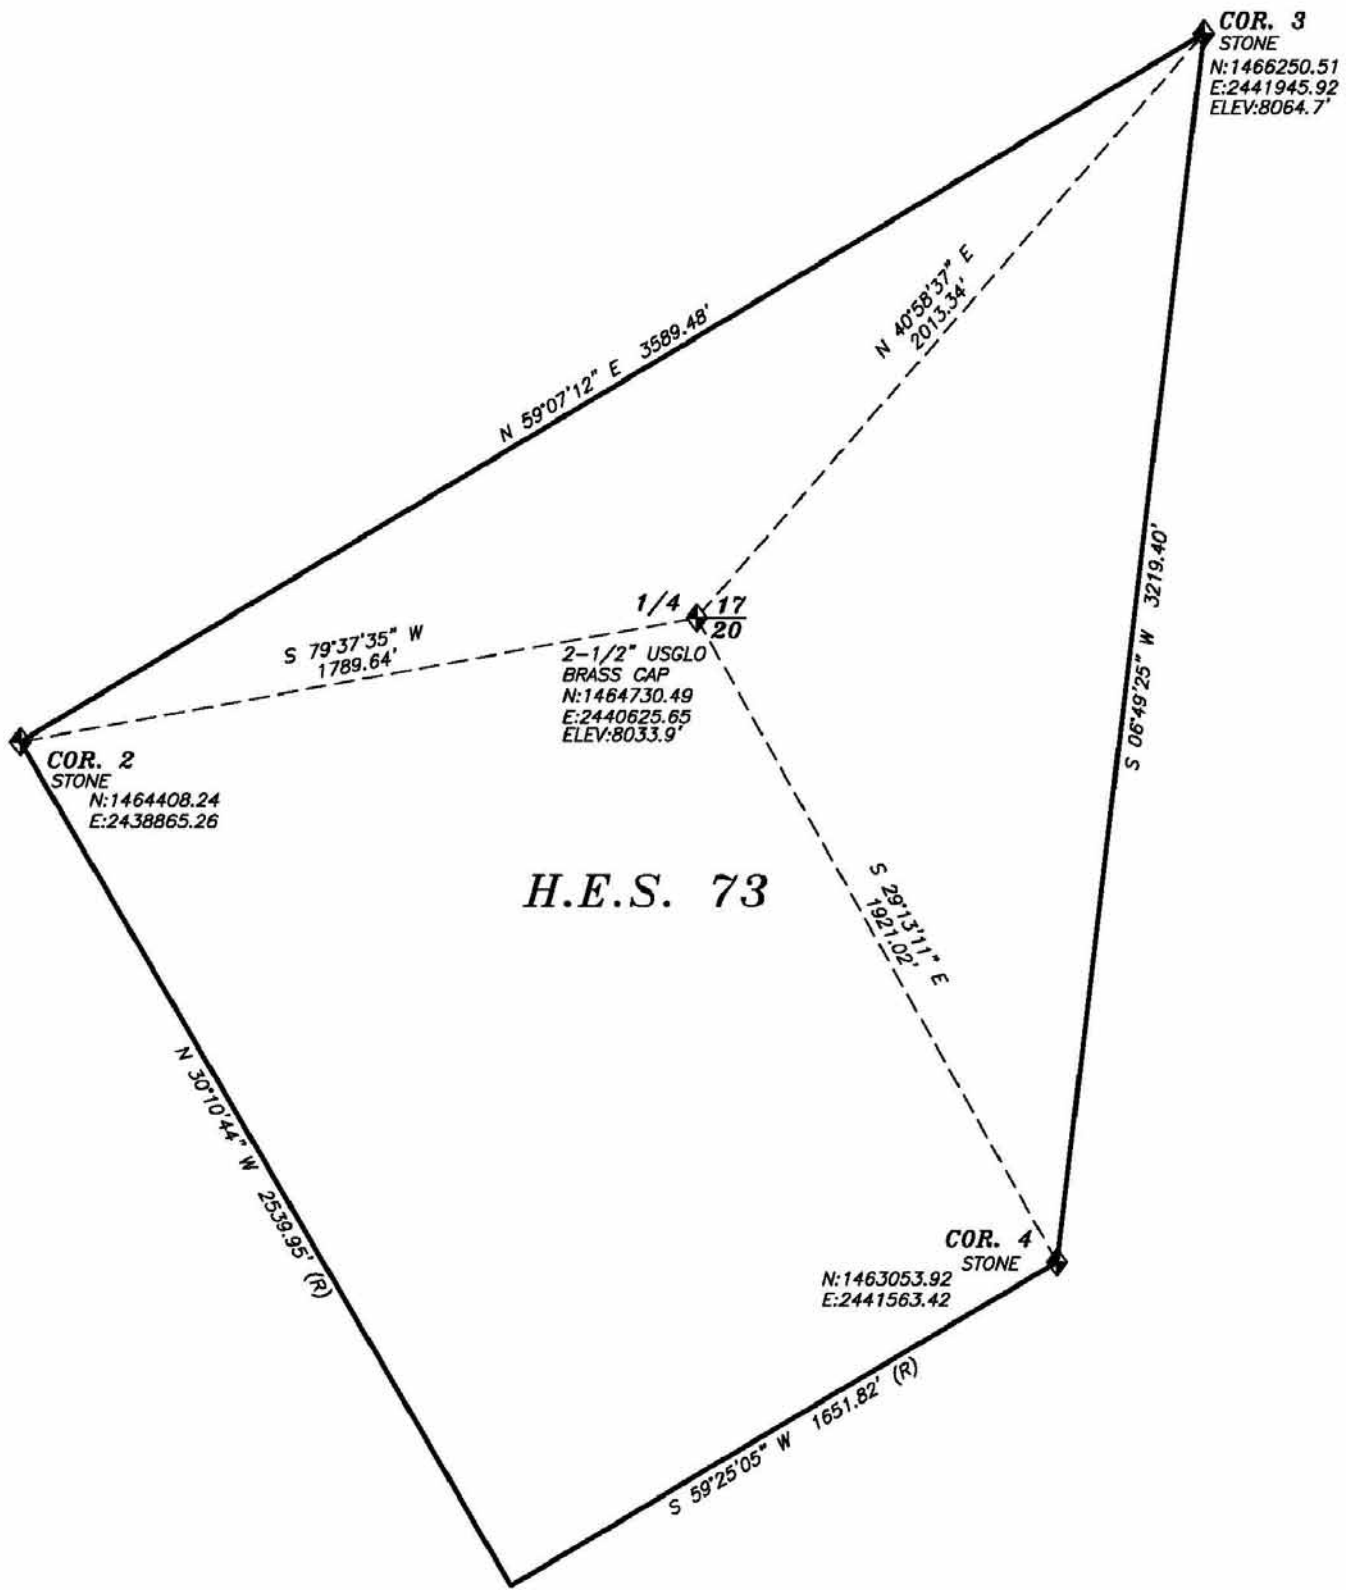 COR. 3
STONE
N:1466250.51
E:2441945.92
ELEV:8064.7'
N 40°58'37" E
2013.34'
N 59°07'12" E 3589.48'
S 06°49'25" W 3219.40'
1/4 17
20
2-1/2" USGLO
BRASS CAP
N:1464730.49
E:2440625.65
ELEV:8033.9'
S 79°37'35" W
1789.64'
COR. 2
STONE
N:1464408.24
E:2438865.26
H.E.S. 73
S 29°13'11" E
1921.02'
N 30°10'44" W 2539.95' (R)
COR. 4
STONE
N:1463053.92
E:2441563.42
S 59°25'05" W 1651.82' (R)